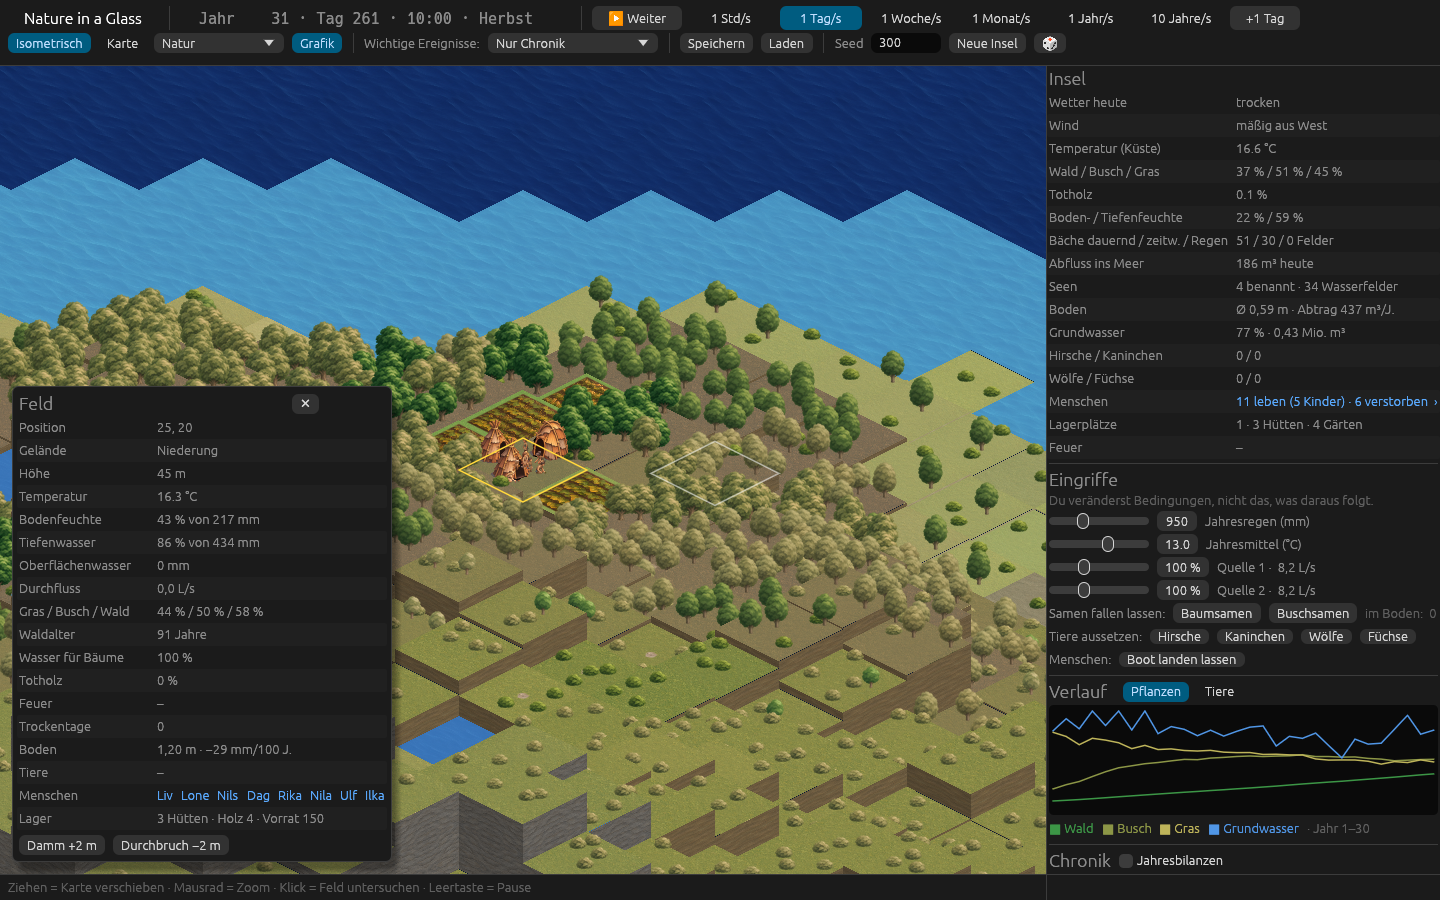 Nature in a Glass
Jahr 31 · Tag 261 · 10:00 · Herbst
Weiter
1 Std/s
1 Tag/s
1 Woche/s
1 Monat/s
1 Jahr/s
10 Jahre/s
+1 Tag
Isometrisch
Karte
Natur
Grafik
Wichtige Ereignisse:
Nur Chronik
Speichern
Laden
Seed
300
Neue Insel
Feld
Position 25, 20
Gelände Niederung
Höhe 45 m
Temperatur 16.3 °C
Bodenfeuchte 43 % von 217 mm
Tiefenwasser 86 % von 434 mm
Oberflächenwasser 0 mm
Durchfluss 0,0 L/s
Gras / Busch / Wald 44 % / 50 % / 58 %
Waldalter 91 Jahre
Wasser für Bäume 100 %
Totholz 0 %
Feuer –
Trockentage 0
Boden 1,20 m · −29 mm/100 J.
Tiere –
Menschen Liv Lone Nils Dag Rika Nila Ulf Ilka
Lager 3 Hütten · Holz 4 · Vorrat 150
Damm +2 m
Durchbruch −2 m
Insel
Wetter heute trocken
Wind mäßig aus West
Temperatur (Küste) 16.6 °C
Wald / Busch / Gras 37 % / 51 % / 45 %
Totholz 0.1 %
Boden- / Tiefenfeuchte 22 % / 59 %
Bäche dauernd / zeitw. / Regen 51 / 30 / 0 Felder
Abfluss ins Meer 186 m³ heute
Seen 4 benannt · 34 Wasserfelder
Boden Ø 0,59 m · Abtrag 437 m³/J.
Grundwasser 77 % · 0,43 Mio. m³
Hirsche / Kaninchen 0 / 0
Wölfe / Füchse 0 / 0
Menschen 11 leben (5 Kinder) · 6 verstorben ›
Lagerplätze 1 · 3 Hütten · 4 Gärten
Feuer –
Eingriffe
Du veränderst Bedingungen, nicht das, was daraus folgt.
950 Jahresregen (mm)
13.0 Jahresmittel (°C)
100 % Quelle 1 · 8,2 L/s
100 % Quelle 2 · 8,2 L/s
Samen fallen lassen: Baumsamen Buschsamen im Boden: 0
Tiere aussetzen: Hirsche Kaninchen Wölfe Füchse
Menschen: Boot landen lassen
Verlauf Pflanzen Tiere
Wald Busch Gras Grundwasser · Jahr 1–30
Chronik Jahresbilanzen
Ziehen = Karte verschieben · Mausrad = Zoom · Klick = Feld untersuchen · Leertaste = Pause